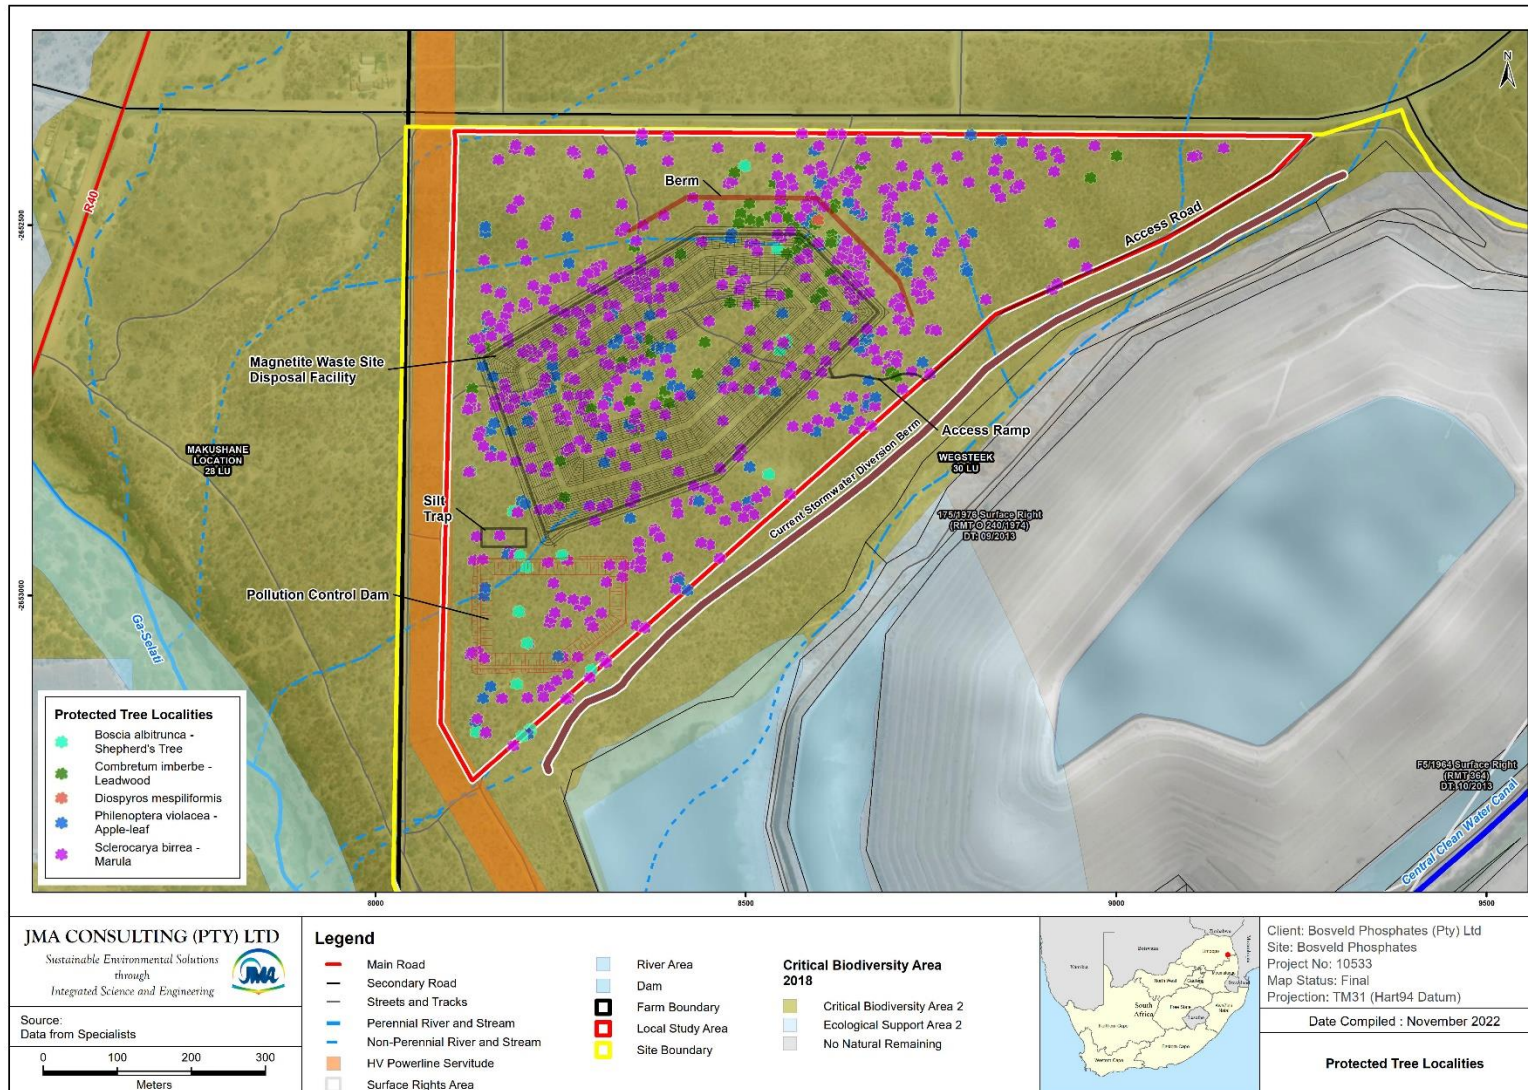 N
R40
Berm
Access Road
-2652500
Magnetite Waste Site
Disposal Facility
Access Ramp
MAKUSHANE
LOCATION
28 LU
WEGSTEEK
30 LU
Current Stormwater Diversion Berm
Silt
Trap
175/1976 Surface Right
(RMT O 240/1974)
DT: 09/2013
Pollution Control Dam
-2653000
Ga-Selati
Protected Tree Localities
Boscia albitrunca -
Shepherd's Tree
Combretum imberbe -
Leadwood
Diospyros mespiliformis
Philenoptera violacea -
Apple-leaf
Sclerocarya birrea -
Marula
F5/1964 Surface Right
(RMT 364)
DT: 10/2013
Central Clean Water Canal
8000
8500
9000
9500
JMA CONSULTING (PTY) LTD
Sustainable Environmental Solutions
through
Integrated Science and Engineering
JMA
Source:
Data from Specialists
0 100 200 300
Meters
Legend
Main Road
Secondary Road
Streets and Tracks
Perennial River and Stream
Non-Perennial River and Stream
HV Powerline Servitude
Surface Rights Area
River Area
Dam
Farm Boundary
Local Study Area
Site Boundary
Critical Biodiversity Area
2018
Critical Biodiversity Area 2
Ecological Support Area 2
No Natural Remaining
South
Africa
Client: Bosveld Phosphates (Pty) Ltd
Site: Bosveld Phosphates
Project No: 10533
Map Status: Final
Projection: TM31 (Hart94 Datum)
Date Compiled : November 2022
Protected Tree Localities